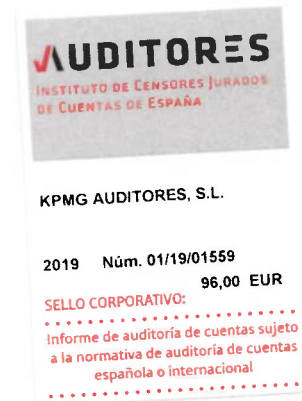 AUDITORES
INSTITUTO DE CENSORES JURADOS
DE CUENTAS DE ESPAÑA
KPMG AUDITORES, S.L.
2019 Núm. 01/19/01559
96,00 EUR
SELLO CORPORATIVO:
Informe de auditoría de cuentas sujeto
a la normativa de auditoría de cuentas
española o internacional